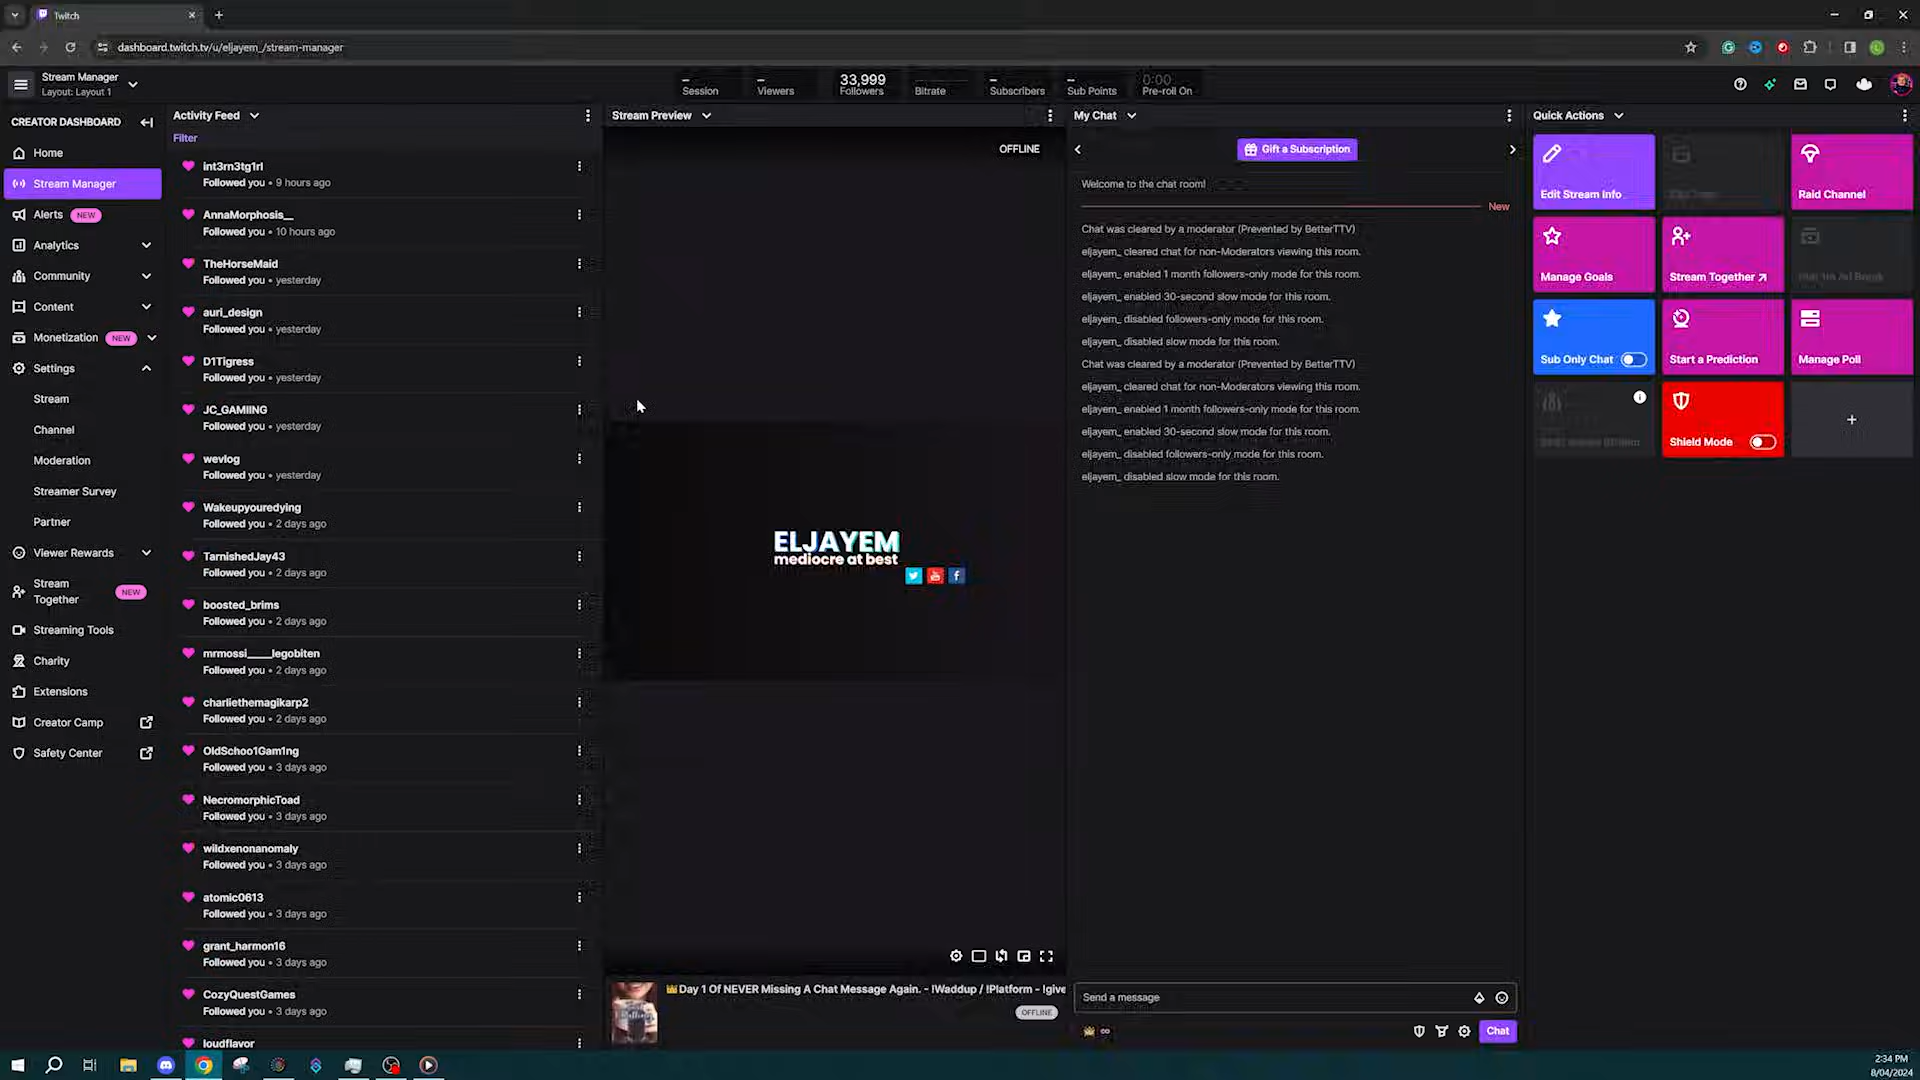 Twitch
dashboard.twitch.tv/u/eljayem_/stream-manager
Stream Manager
Layout: Layout 1
–
Session
–
Viewers
33,999
Followers
Bitrate
–
Subscribers
–
Sub Points
0:00
Pre-roll On
CREATOR DASHBOARD
Home
Stream Manager
Alerts NEW
Analytics
Community
Content
Monetization NEW
Settings
Stream
Channel
Moderation
Streamer Survey
Partner
Viewer Rewards
Stream
Together
NEW
Streaming Tools
Charity
Extensions
Creator Camp
Safety Center
Activity Feed
Filter
int3rn3tg1rl
Followed you • 9 hours ago
AnnaMorphosis__
Followed you • 10 hours ago
TheHorseMaid
Followed you • yesterday
auri_design
Followed you • yesterday
D1Tigress
Followed you • yesterday
JC_GAMIING
Followed you • yesterday
wevlog
Followed you • yesterday
Wakeupyouredying
Followed you • 2 days ago
TarnishedJay43
Followed you • 2 days ago
boosted_brims
Followed you • 2 days ago
mrmossi____legobiten
Followed you • 2 days ago
charliethemagikarp2
Followed you • 2 days ago
OldSchoo1Gam1ng
Followed you • 3 days ago
NecromorphicToad
Followed you • 3 days ago
wildxenonanomaly
Followed you • 3 days ago
atomic0613
Followed you • 3 days ago
grant_harmon16
Followed you • 3 days ago
CozyQuestGames
Followed you • 3 days ago
loudflavor
Stream Preview
OFFLINE
ELJAYEM
mediocre at best
Day 1 Of NEVER Missing A Chat Message Again. - !Waddup / !Platform - !give
OFFLINE
My Chat
Gift a Subscription
Welcome to the chat room!
New
Chat was cleared by a moderator (Prevented by BetterTTV)
eljayem_ cleared chat for non-Moderators viewing this room.
eljayem_ enabled 1 month followers-only mode for this room.
eljayem_ enabled 30-second slow mode for this room.
eljayem_ disabled followers-only mode for this room.
eljayem_ disabled slow mode for this room.
Chat was cleared by a moderator (Prevented by BetterTTV)
eljayem_ cleared chat for non-Moderators viewing this room.
eljayem_ enabled 1 month followers-only mode for this room.
eljayem_ enabled 30-second slow mode for this room.
eljayem_ disabled followers-only mode for this room.
eljayem_ disabled slow mode for this room.
Send a message
Chat
Quick Actions
Edit Stream Info
Raid Channel
Manage Goals
Stream Together
Sub Only Chat
Start a Prediction
Manage Poll
Shield Mode
2:34 PM
8/04/2024